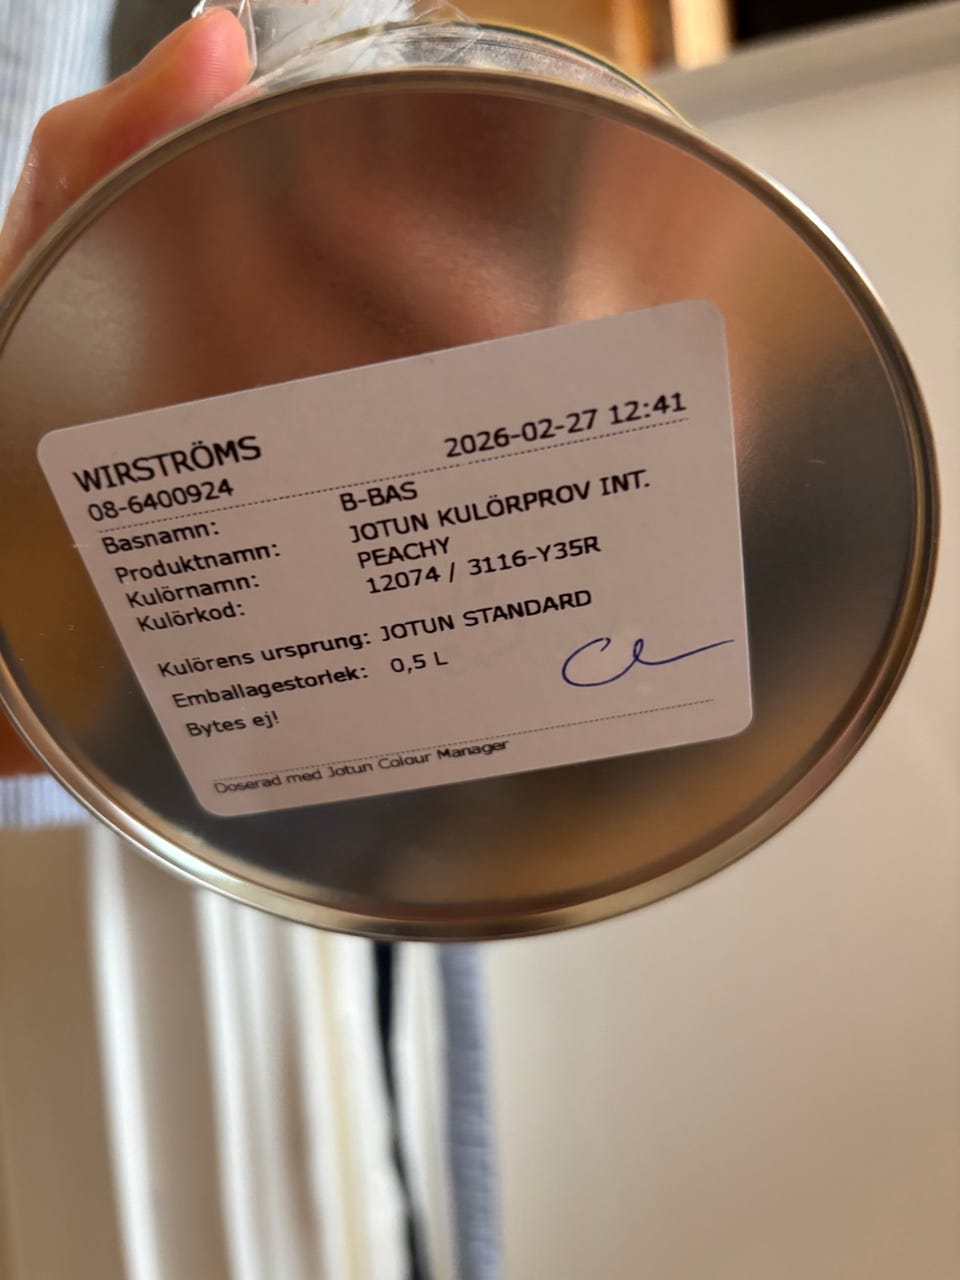 WIRSTRÖMS 2026-02-27 12:41
08-6400924
Basnamn: B-BAS
Produktnamn: JOTUN KULÖRPROV INT.
Kulörnamn: PEACHY
Kulörkod: 12074 / 3116-Y35R
Kulörens ursprung: JOTUN STANDARD
Emballagestorlek: 0,5 L
Bytes ej!
Doserad med Jotun Colour Manager